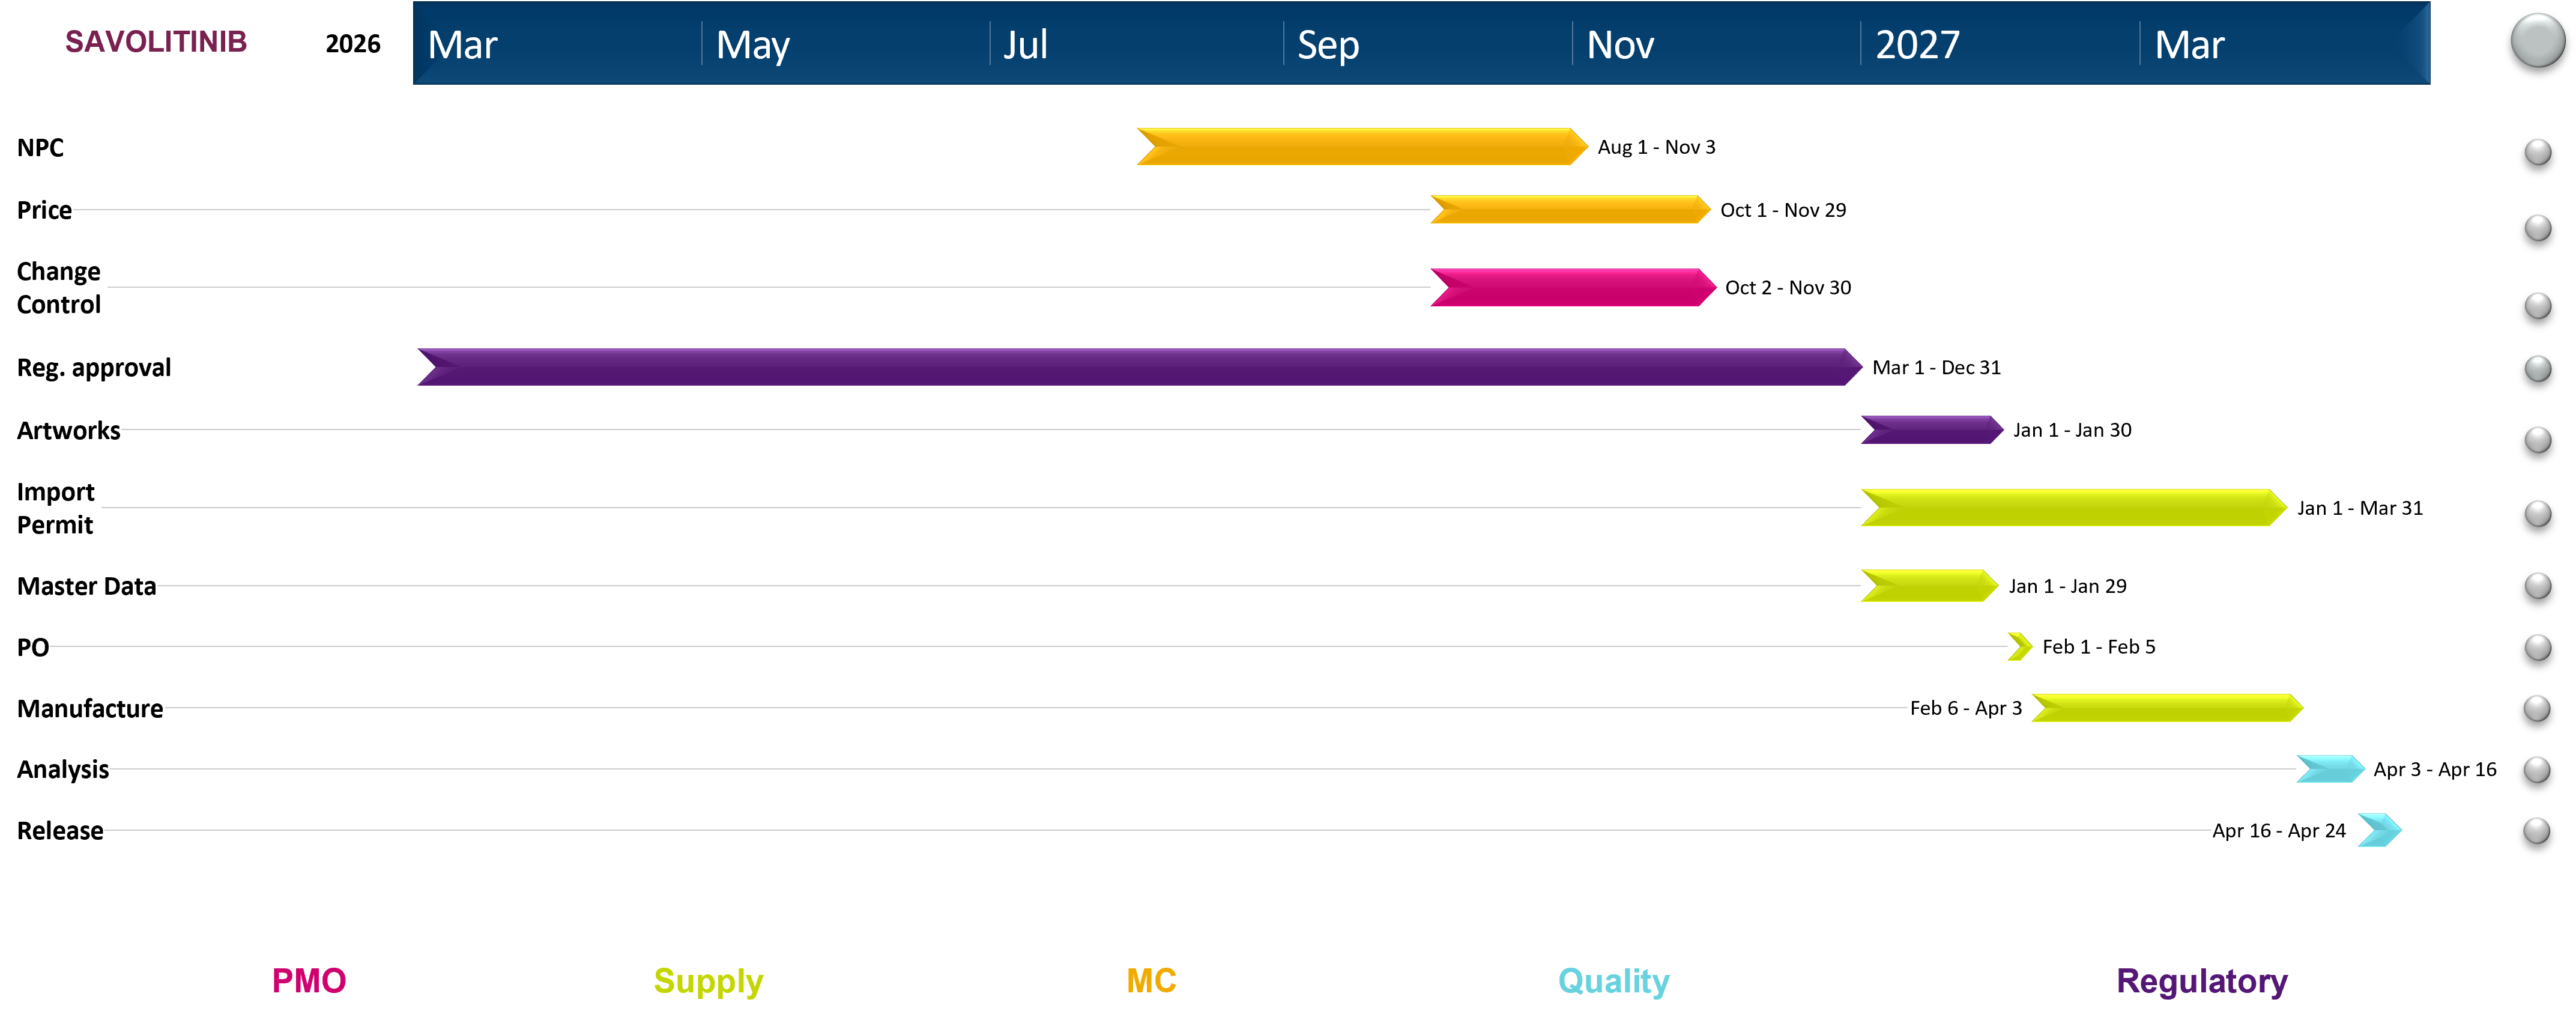 SAVOLITINIB 2026 Mar May Jul Sep Nov 2027 Mar
NPC Aug 1 - Nov 3
Price Oct 1 - Nov 29
Change
Control Oct 2 - Nov 30
Reg. approval Mar 1 - Dec 31
Artworks Jan 1 - Jan 30
Import
Permit Jan 1 - Mar 31
Master Data Jan 1 - Jan 29
PO Feb 1 - Feb 5
Manufacture Feb 6 - Apr 3
Analysis Apr 3 - Apr 16
Release Apr 16 - Apr 24
PMO Supply MC Quality Regulatory